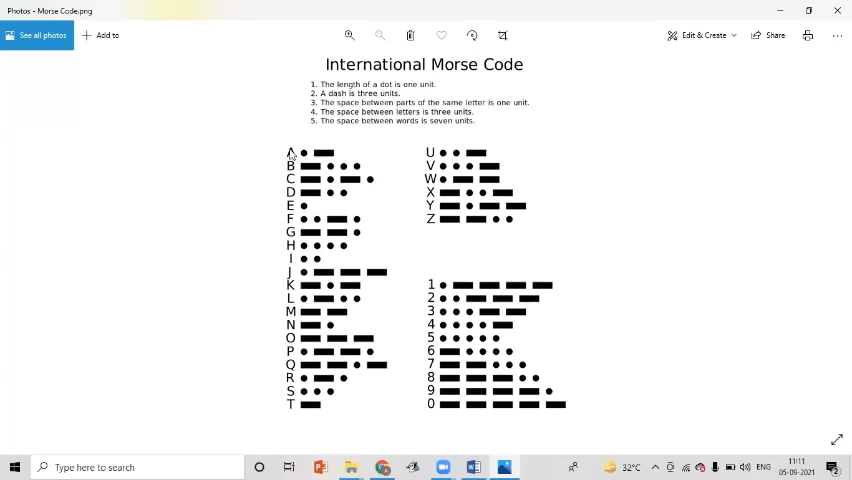 Photos - Morse Code.png
See all photos
Add to
Edit & Create
Share
International Morse Code
1. The length of a dot is one unit.
2. A dash is three units.
3. The space between parts of the same letter is one unit.
4. The space between letters is three units.
5. The space between words is seven units.
A
B
C
D
E
F
G
H
I
J
K
L
M
N
O
P
Q
R
S
T
U
V
W
X
Y
Z
1
2
3
4
5
6
7
8
9
0
Type here to search
32°C
ENG
11:11
05-09-2021
2